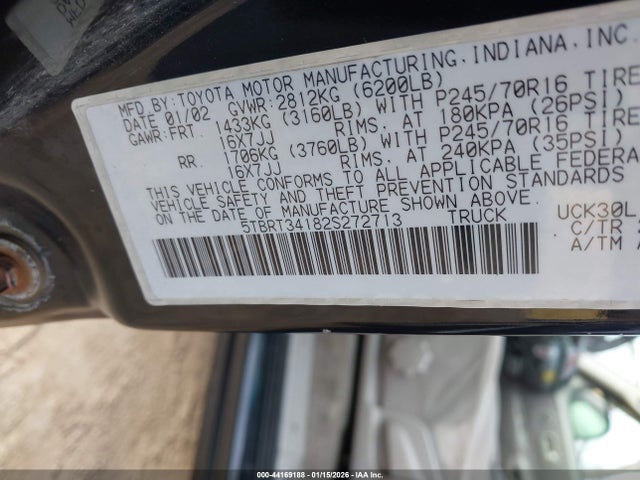 MFD BY: TOYOTA MOTOR MANUFACTURING, INDIANA, INC.
DATE 01/02 GVWR: 2812KG (6200LB)
GAWR: FRT 1433KG (3160LB) WITH P245/70R16 TIRE
16X7JJ RIMS. AT 180KPA (26PSI)
RR. 1706KG (3760LB) WITH P245/70R16 TIRE
16X7JJ RIMS. AT 240KPA (35PSI)
THIS VEHICLE CONFORMS TO ALL APPLICABLE FEDERA
VEHICLE SAFETY AND THEFT PREVENTION STANDARDS
ON THE DATE OF MANUFACTURE SHOWN ABOVE.
5TBRT34182S272713 TRUCK UCK30L
C/TR
A/TM
000-44169188 - 01/15/2026 - IAA Inc.